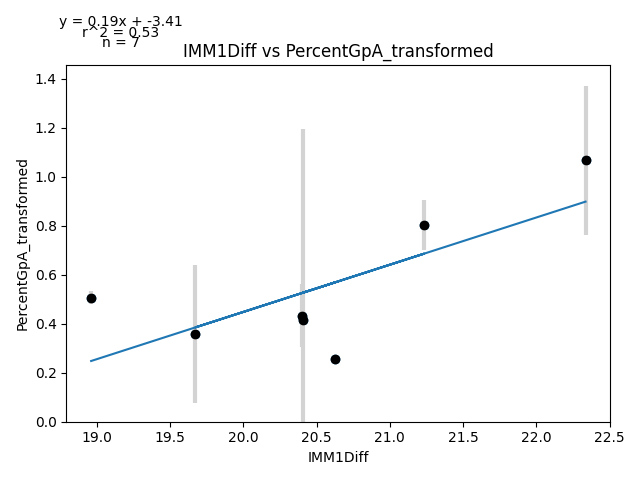 y = 0.19x + -3.41
r^2 = 0.53
n = 7
IMM1Diff vs PercentGpA_transformed
1.4
1.2
1.0
0.8
0.6
0.4
0.2
0.0
PercentGpA_transformed
19.0 19.5 20.0 20.5 21.0 21.5 22.0 22.5
IMM1Diff